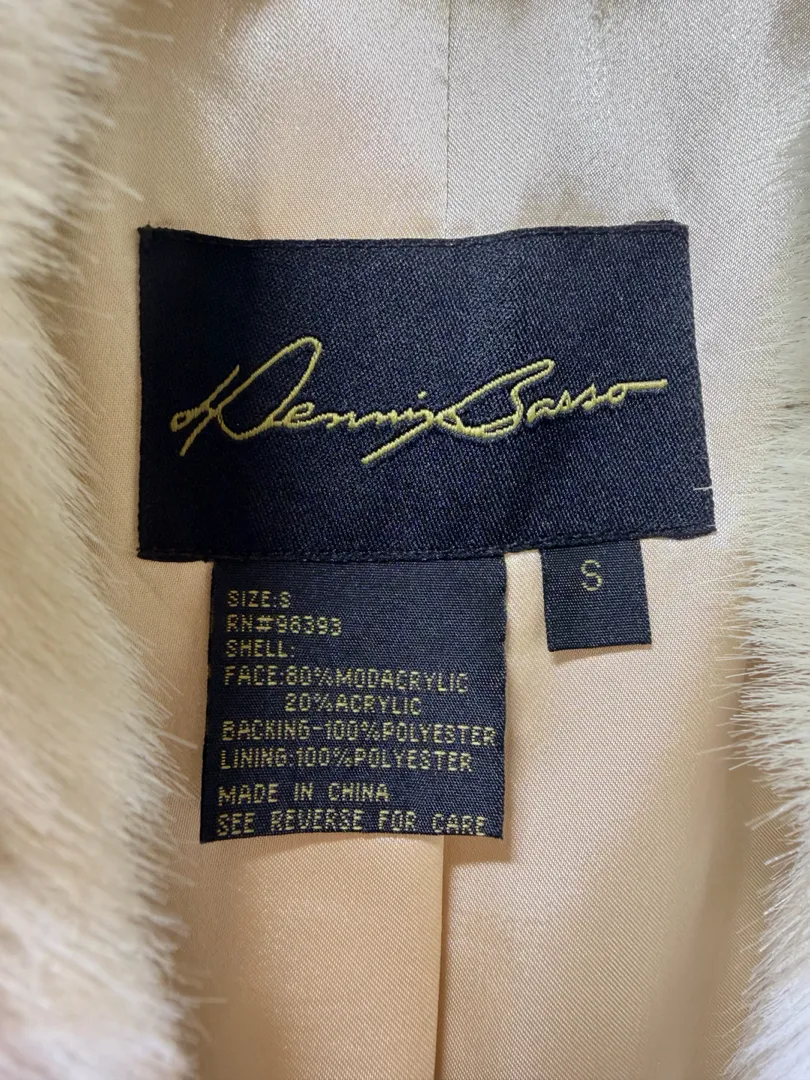 Dennis Basso
S
SIZE:S
RN#96393
SHELL:
FACE:80%MODACRYLIC
20%ACRYLIC
BACKING-100%POLYESTER
LINING:100%POLYESTER
MADE IN CHINA
SEE REVERSE FOR CARE